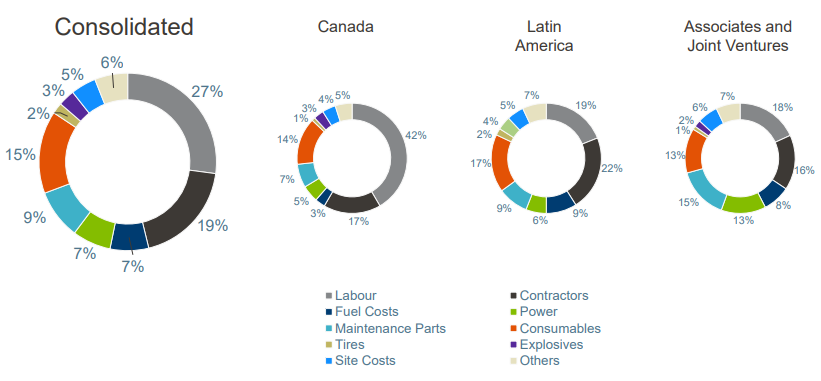 Consolidated
Canada
Latin
America
Associates and
Joint Ventures
6%
5%
3%
2%
15%
9%
7%
7%
19%
27%
5%
4%
3%
1%
14%
7%
5%
3%
17%
42%
7%
5%
4%
2%
17%
9%
6%
9%
22%
19%
7%
6%
2%
1%
13%
15%
13%
8%
16%
18%
Labour
Contractors
Fuel Costs
Power
Maintenance Parts
Consumables
Tires
Explosives
Site Costs
Others